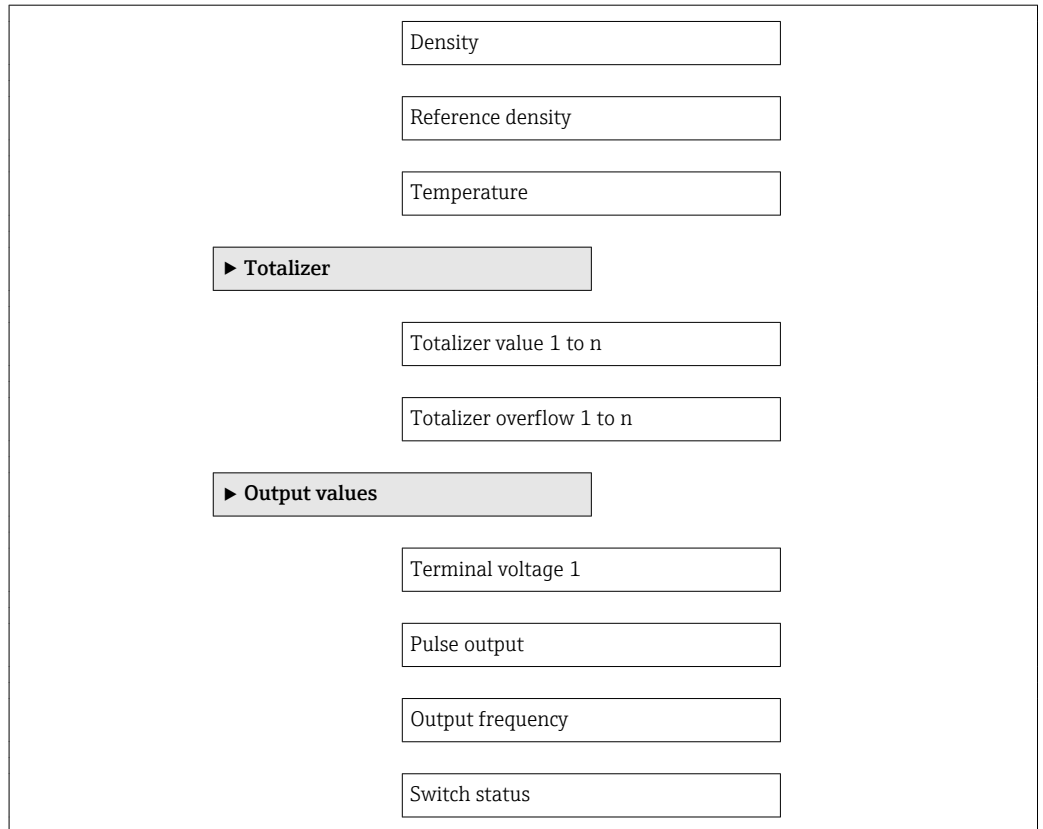 Density
Reference density
Temperature
▶ Totalizer
Totalizer value 1 to n
Totalizer overflow 1 to n
▶ Output values
Terminal voltage 1
Pulse output
Output frequency
Switch status